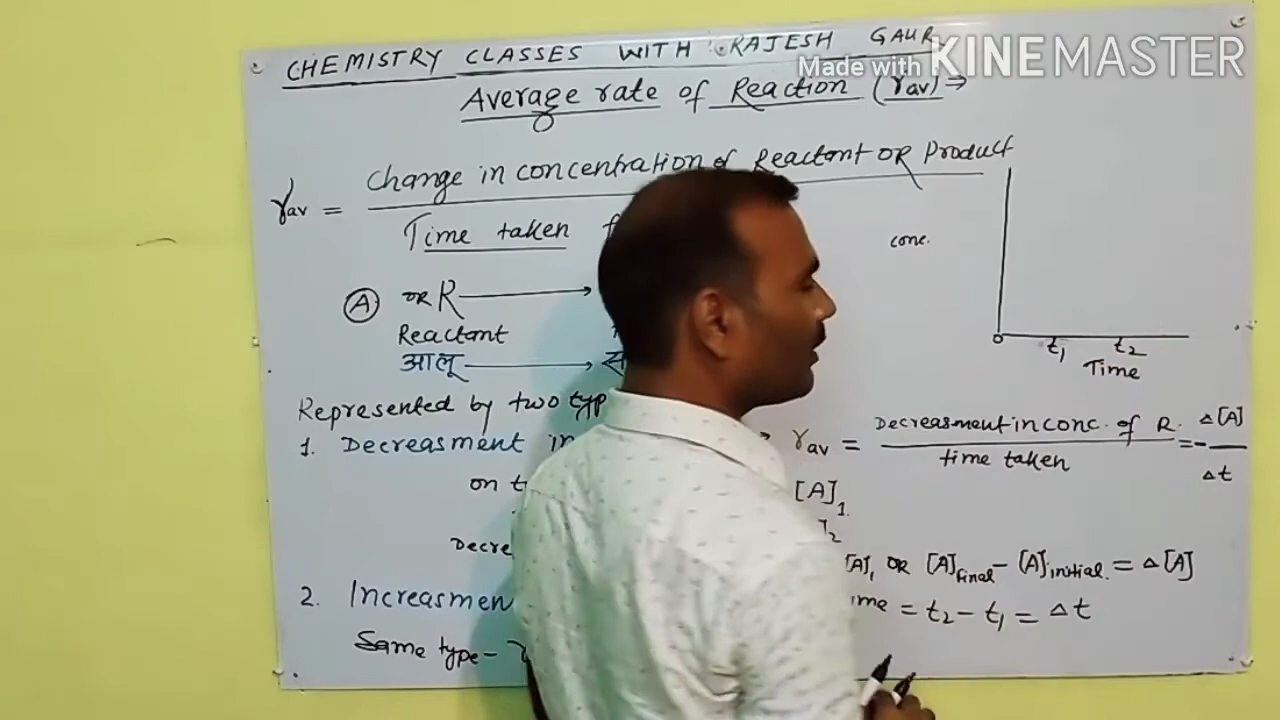 CHEMISTRY CLASSES WITH RAJESH GAUR
Made with KINEMASTER
Average rate of Reaction (rav) ⇒
rav = Change in concentration of Reactant OR Product
Time taken
A OR R →
Reactant
आलू →
conc.
O t1 t2
Time
Represented by two typ
1. Decreasment in
on t
Decre
rav = Decreasment in conc. of R. = - Δ[A]
time taken Δt
[A]1.
]2
[A]1 OR [A]final - [A]initial. = Δ[A]
ime = t2 - t1 = Δt
2. Increasmen
Same type -